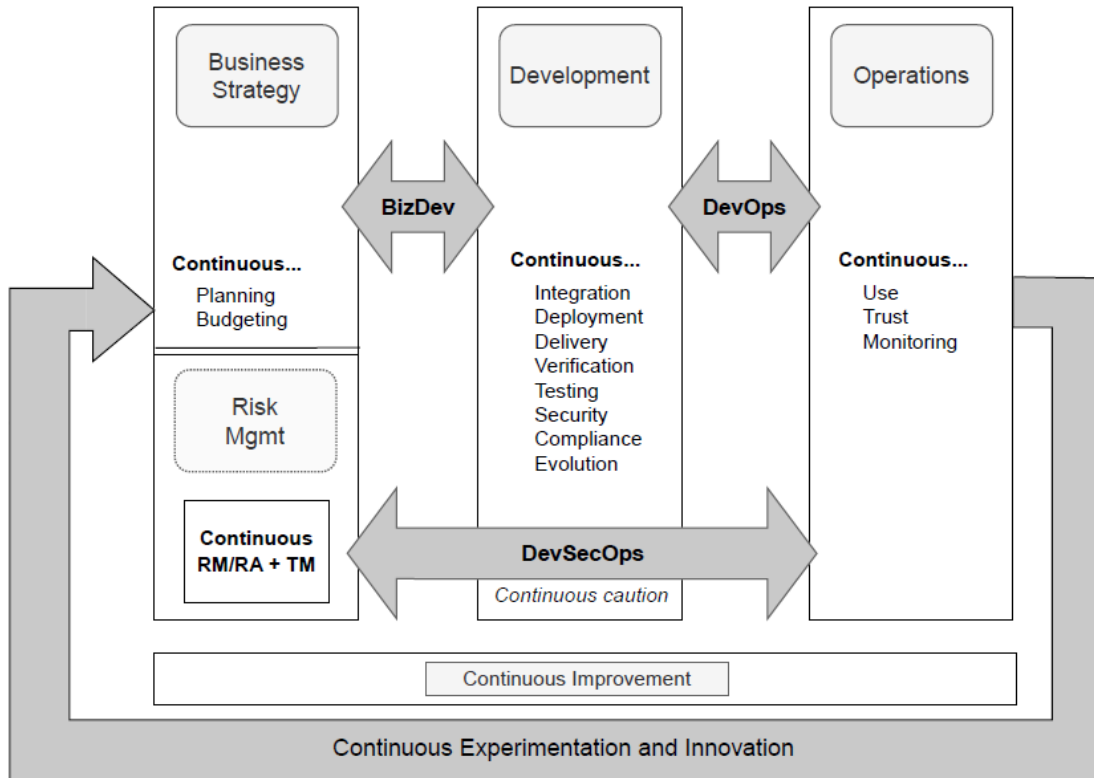 Business
Strategy
Development
Operations
BizDev
DevOps
Continuous...
Planning
Budgeting
Continuous...
Integration
Deployment
Delivery
Verification
Testing
Security
Compliance
Evolution
Continuous...
Use
Trust
Monitoring
Risk
Mgmt
Continuous
RM/RA + TM
DevSecOps
Continuous caution
Continuous Improvement
Continuous Experimentation and Innovation